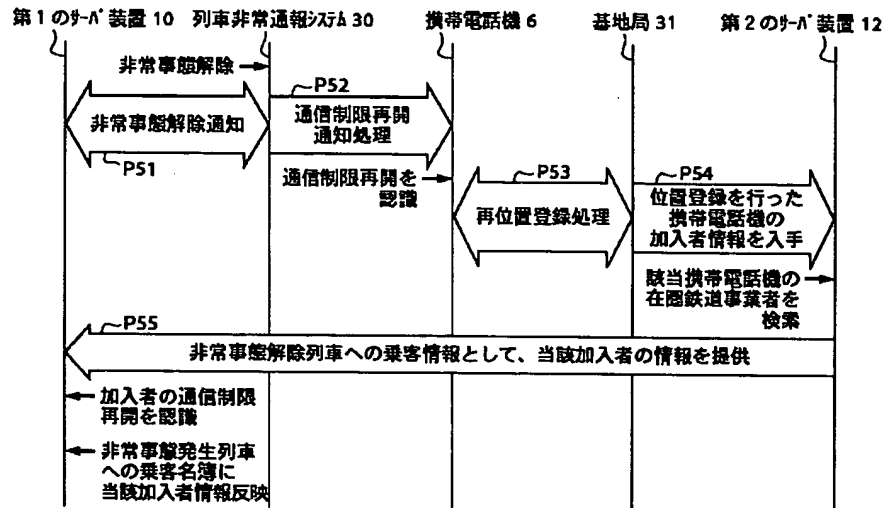 第1のサーバ装置 10 列車非常通報システム 30 携帯電話機 6 基地局 31 第2のサーバ装置 12
非常事態解除
P52
非常事態解除通知
通信制限再開
通知処理
P51
通信制限再開を
認識
P53
再位置登録処理
P54
位置登録を行った
携帯電話機の
加入者情報を入手
該当携帯電話機の
在圏鉄道事業者を
検索
P55
非常事態解除列車への乗客情報として、当該加入者の情報を提供
加入者の通信制限
再開を認識
非常事態発生列車
への乗客名簿に
当該加入者情報反映